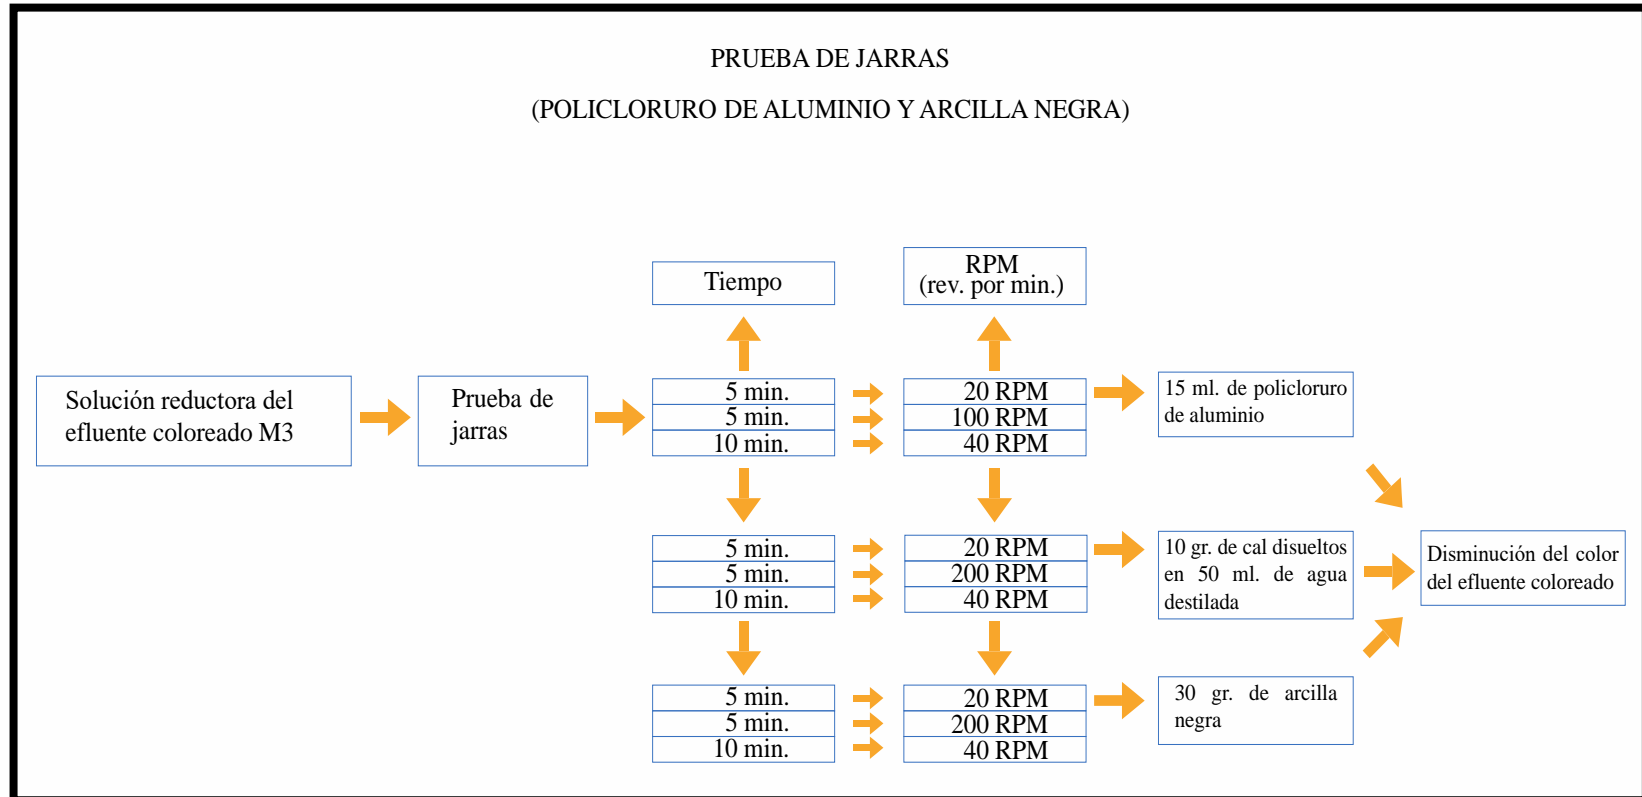 PRUEBA DE JARRAS
(POLICLORURO DE ALUMINIO Y ARCILLA NEGRA)
Tiempo
RPM
(rev. por min.)
Solución reductora del
efluente coloreado M3
Prueba de
jarras
5 min.
20 RPM
5 min.
100 RPM
10 min.
40 RPM
15 ml. de policloruro
de aluminio
5 min.
20 RPM
5 min.
200 RPM
10 min.
40 RPM
10 gr. de cal disueltos
en 50 ml. de agua
destilada
Disminución del color
del efluente coloreado
5 min.
20 RPM
5 min.
200 RPM
10 min.
40 RPM
30 gr. de arcilla
negra